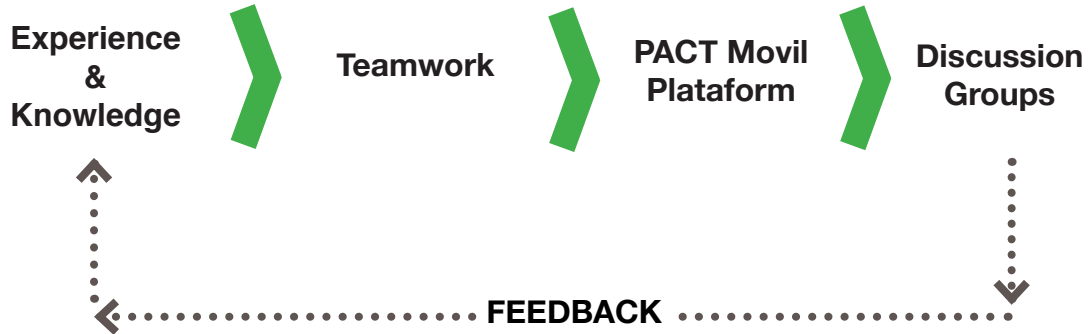 Experience
&
Knowledge
Teamwork
PACT Movil
Plataform
Discussion
Groups
FEEDBACK